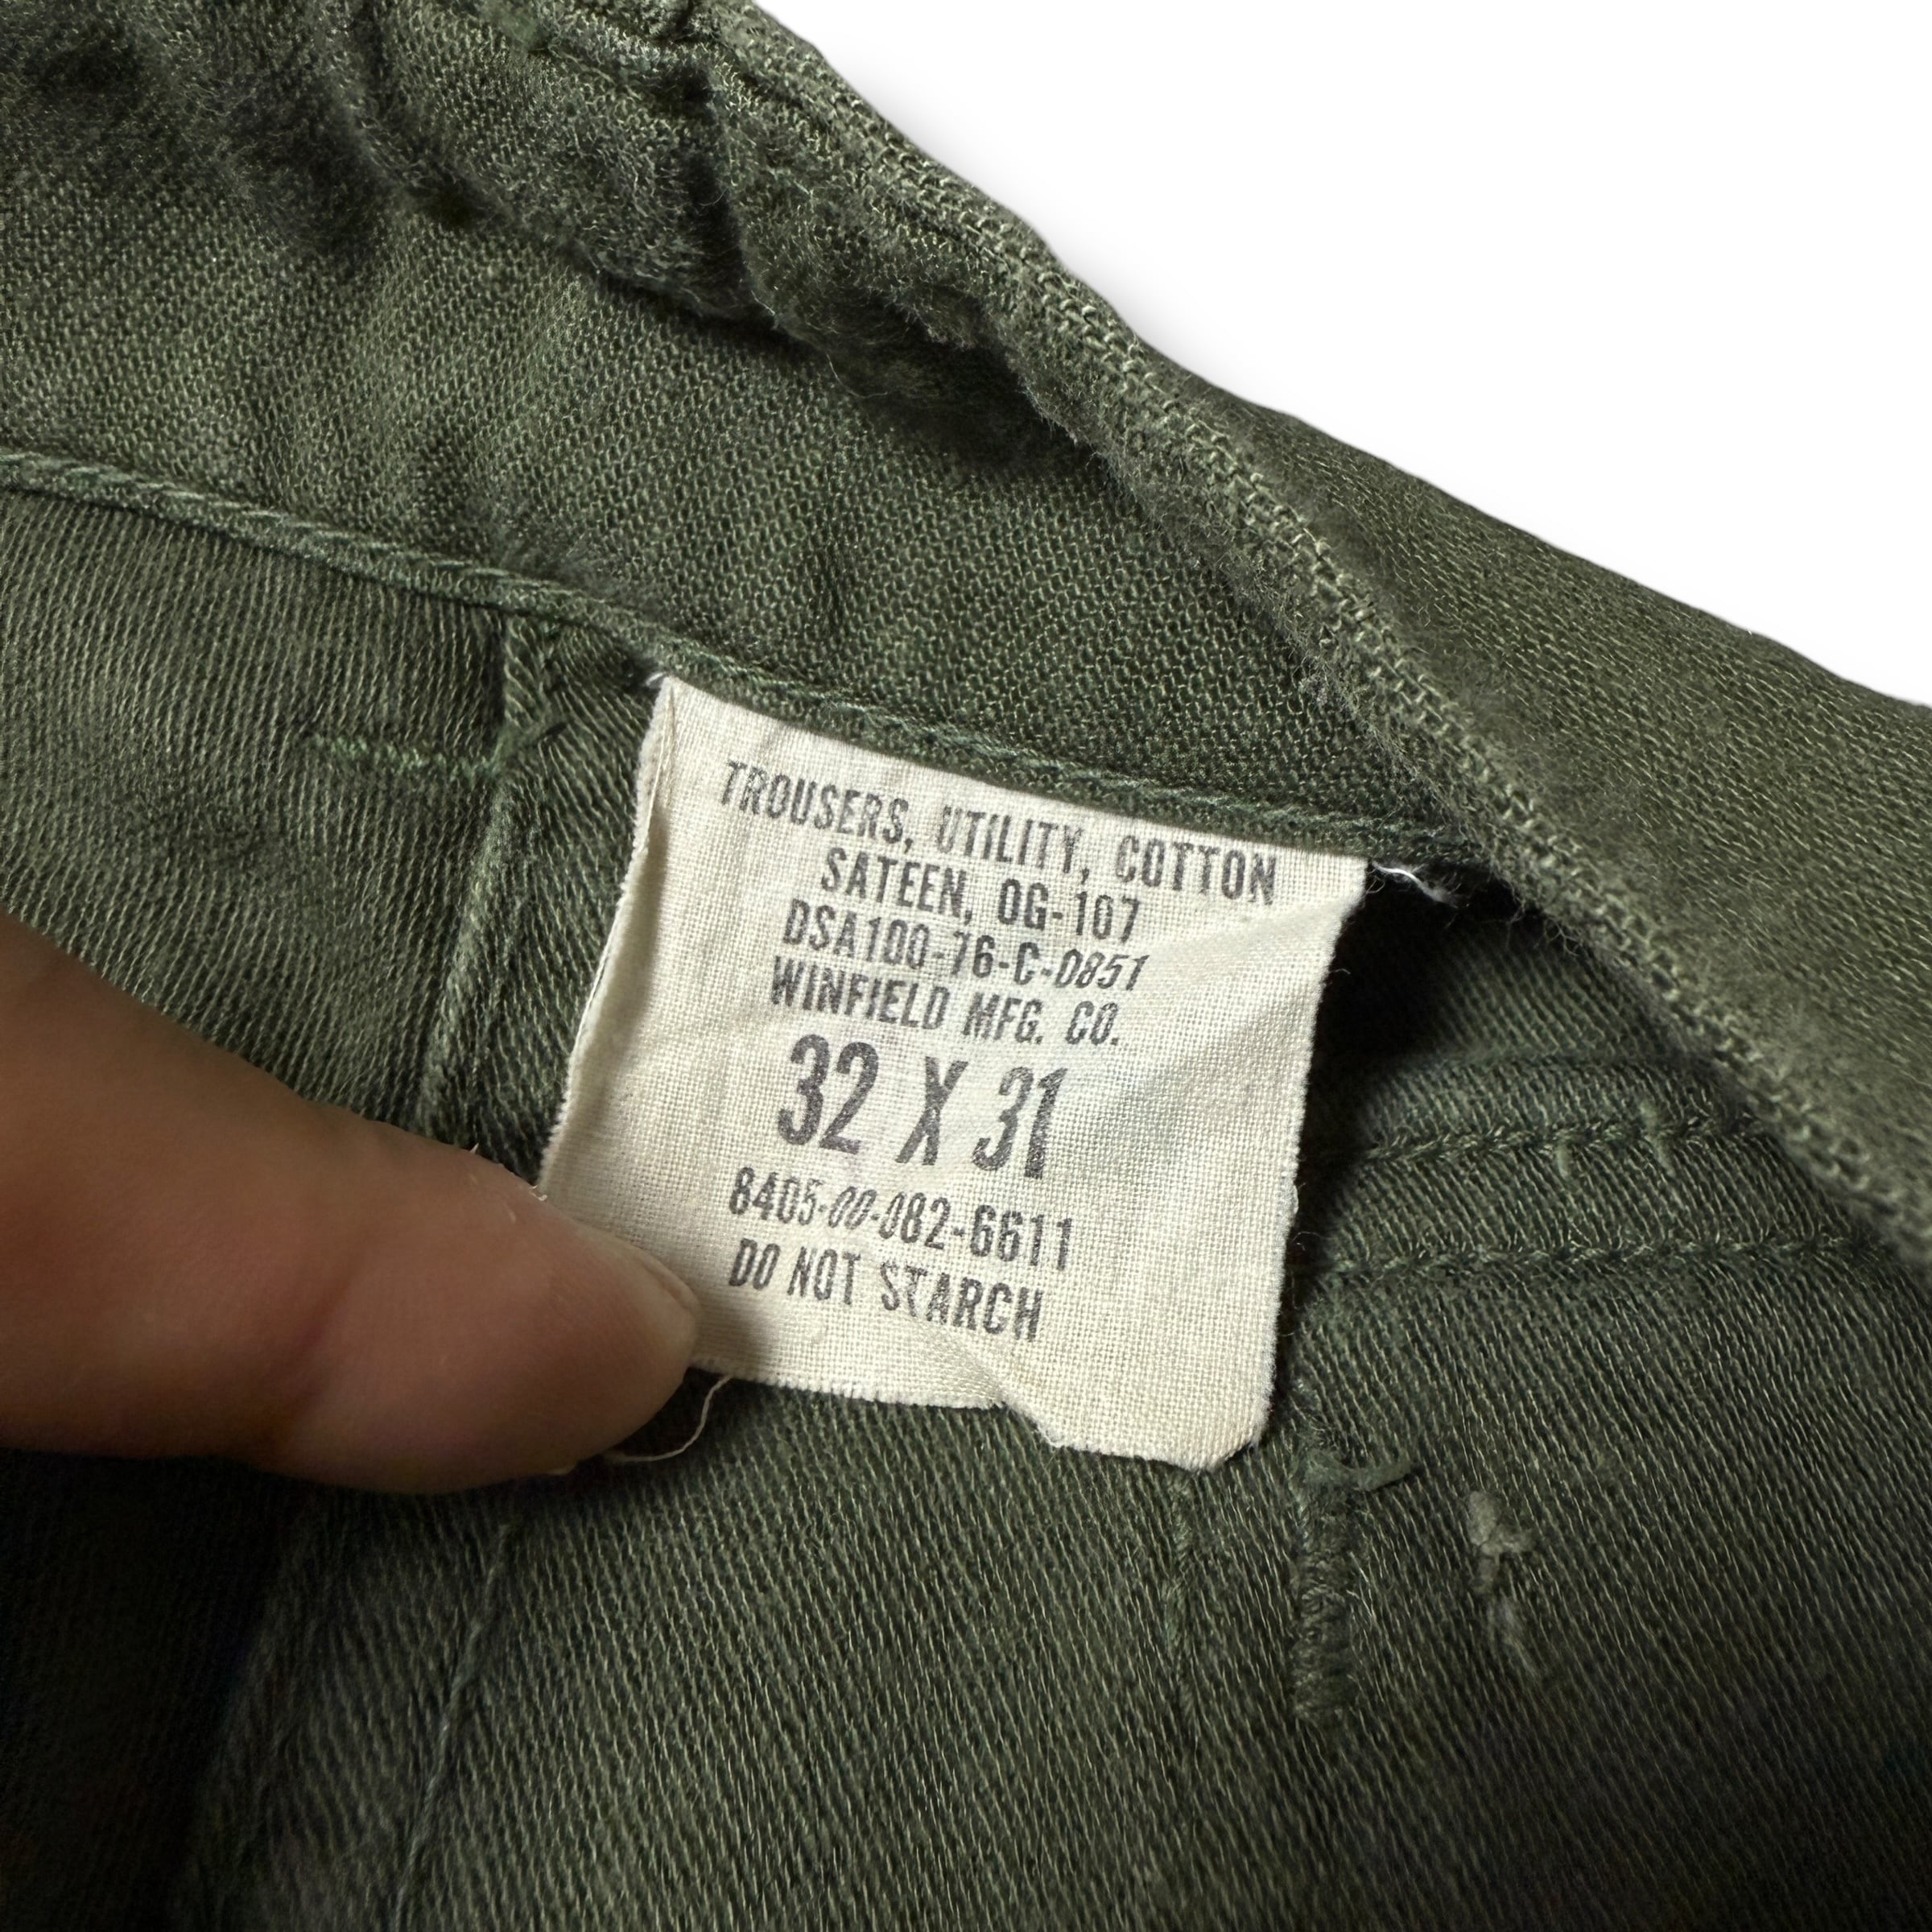 TROUSERS, UTILITY, COTTON
SATEEN, OG-107
DSA100-76-C-0851
WINFIELD MFG. CO.
32 X 31
8405-00-082-6611
DO NOT STARCH